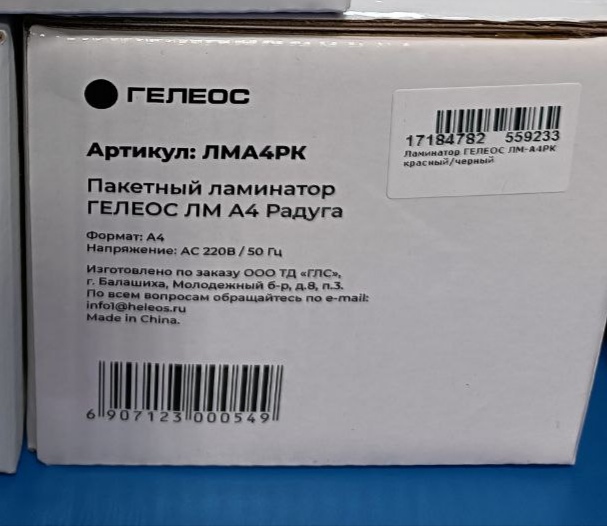 ГЕЛЕОС
Артикул: ЛМА4РК
Пакетный ламинатор
ГЕЛЕОС ЛМ А4 Радуга
Формат: А4
Напряжение: АС 220В / 50 Гц
Изготовлено по заказу ООО ТД «ГЛС»,
г. Балашиха, Молодежный б-р, д.8, п.3.
По всем вопросам обращайтесь по e-mail:
info1@heleos.ru
Made in China.
6 907123 000549
17184782 559233
Ламинатор ГЕЛЕОС ЛМ-А4РК
красный/черный